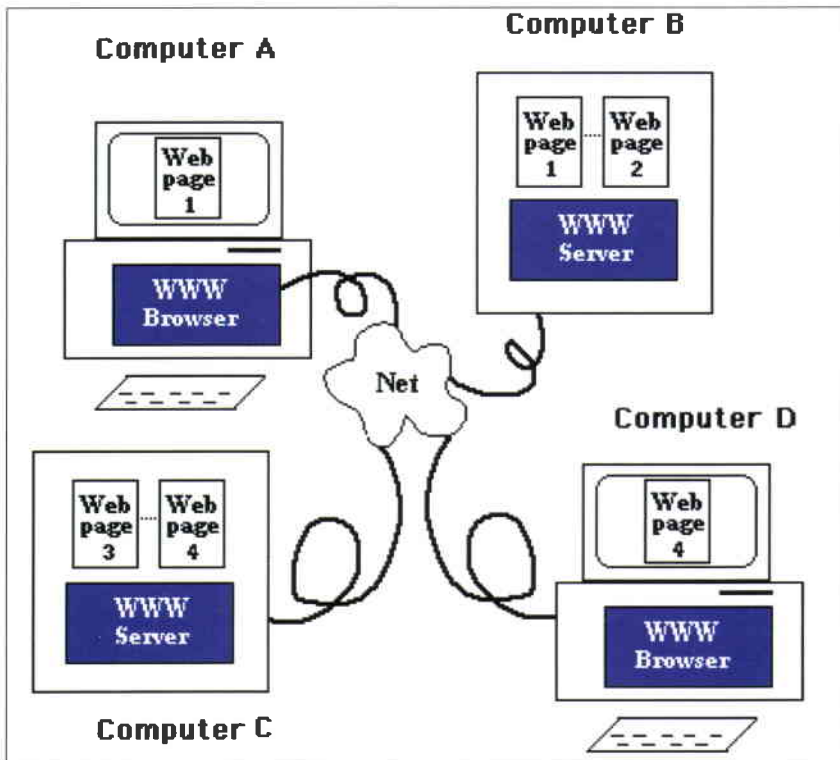 Computer A
Web
page
1
WWW
Browser
Computer B
Web
page
1
Web
page
2
WWW
Server
Net
Web
page
3
Web
page
4
WWW
Server
Computer C
Computer D
Web
page
4
WWW
Browser